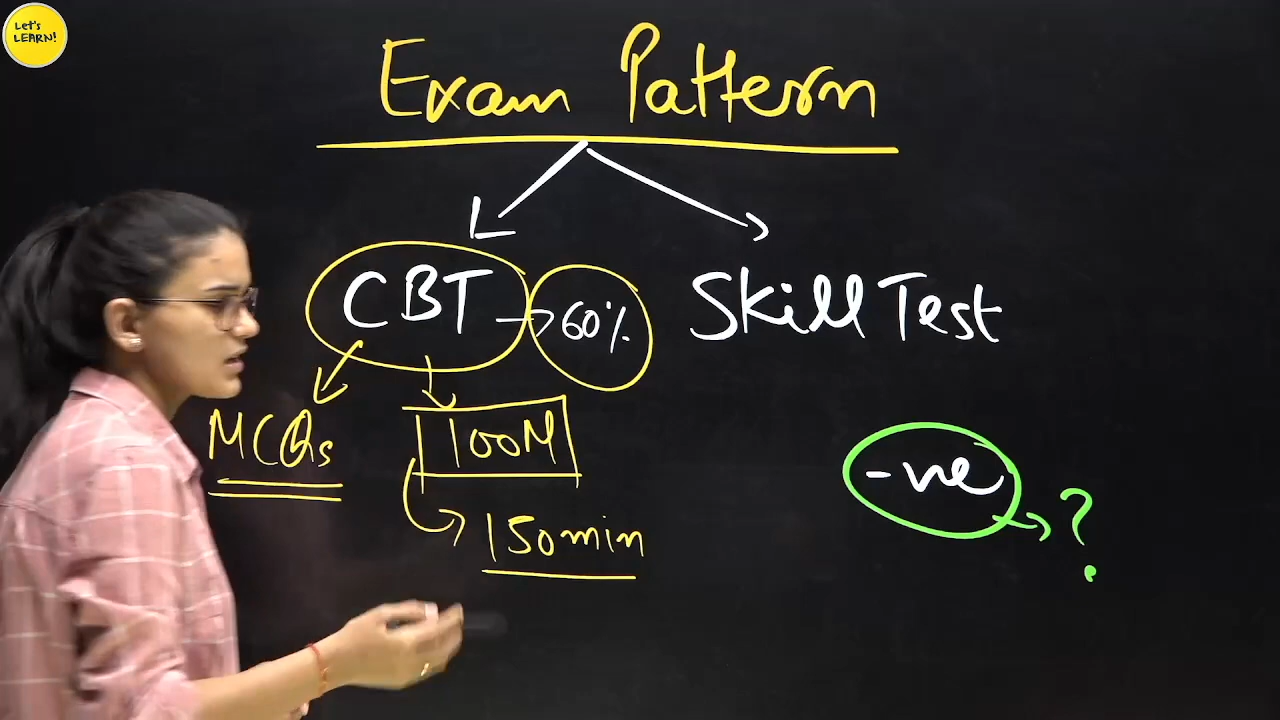 Let's
LEARN!
Exam Pattern
CBT → 60%
Skill Test
MCQs
100M
-ve → ?
150min